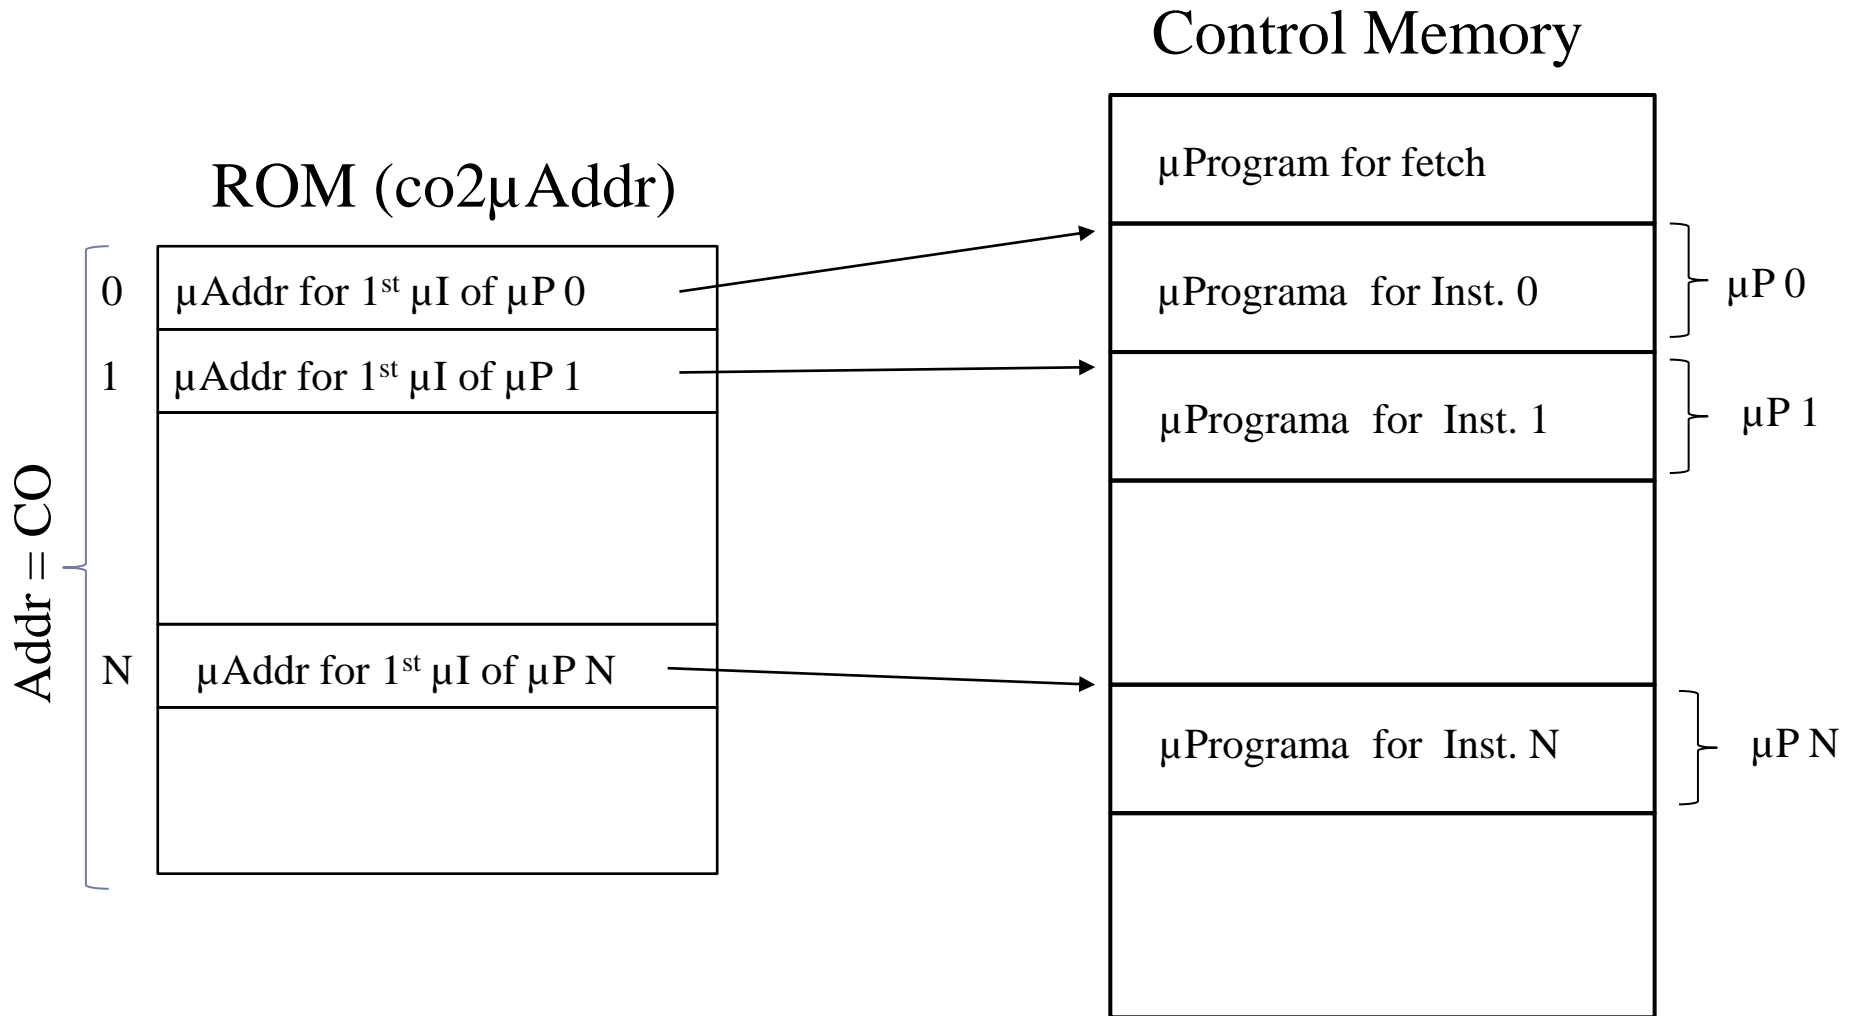 Control Memory
ROM (co2µAddr)
µProgram for fetch
0 µAddr for 1st µI of µP 0
µPrograma for Inst. 0
µP 0
1 µAddr for 1st µI of µP 1
µPrograma for Inst. 1
µP 1
Addr = CO
N µAddr for 1st µI of µP N
µPrograma for Inst. N
µP N